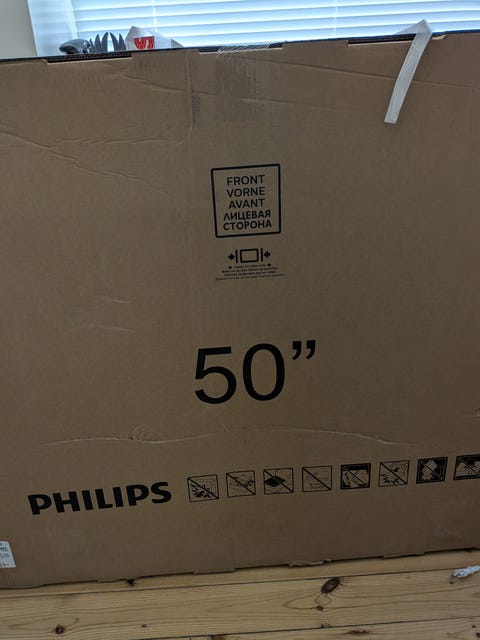 FRONT
VORNE
AVANT
ЛИЦЕВАЯ
СТОРОНА
50”
PHILIPS